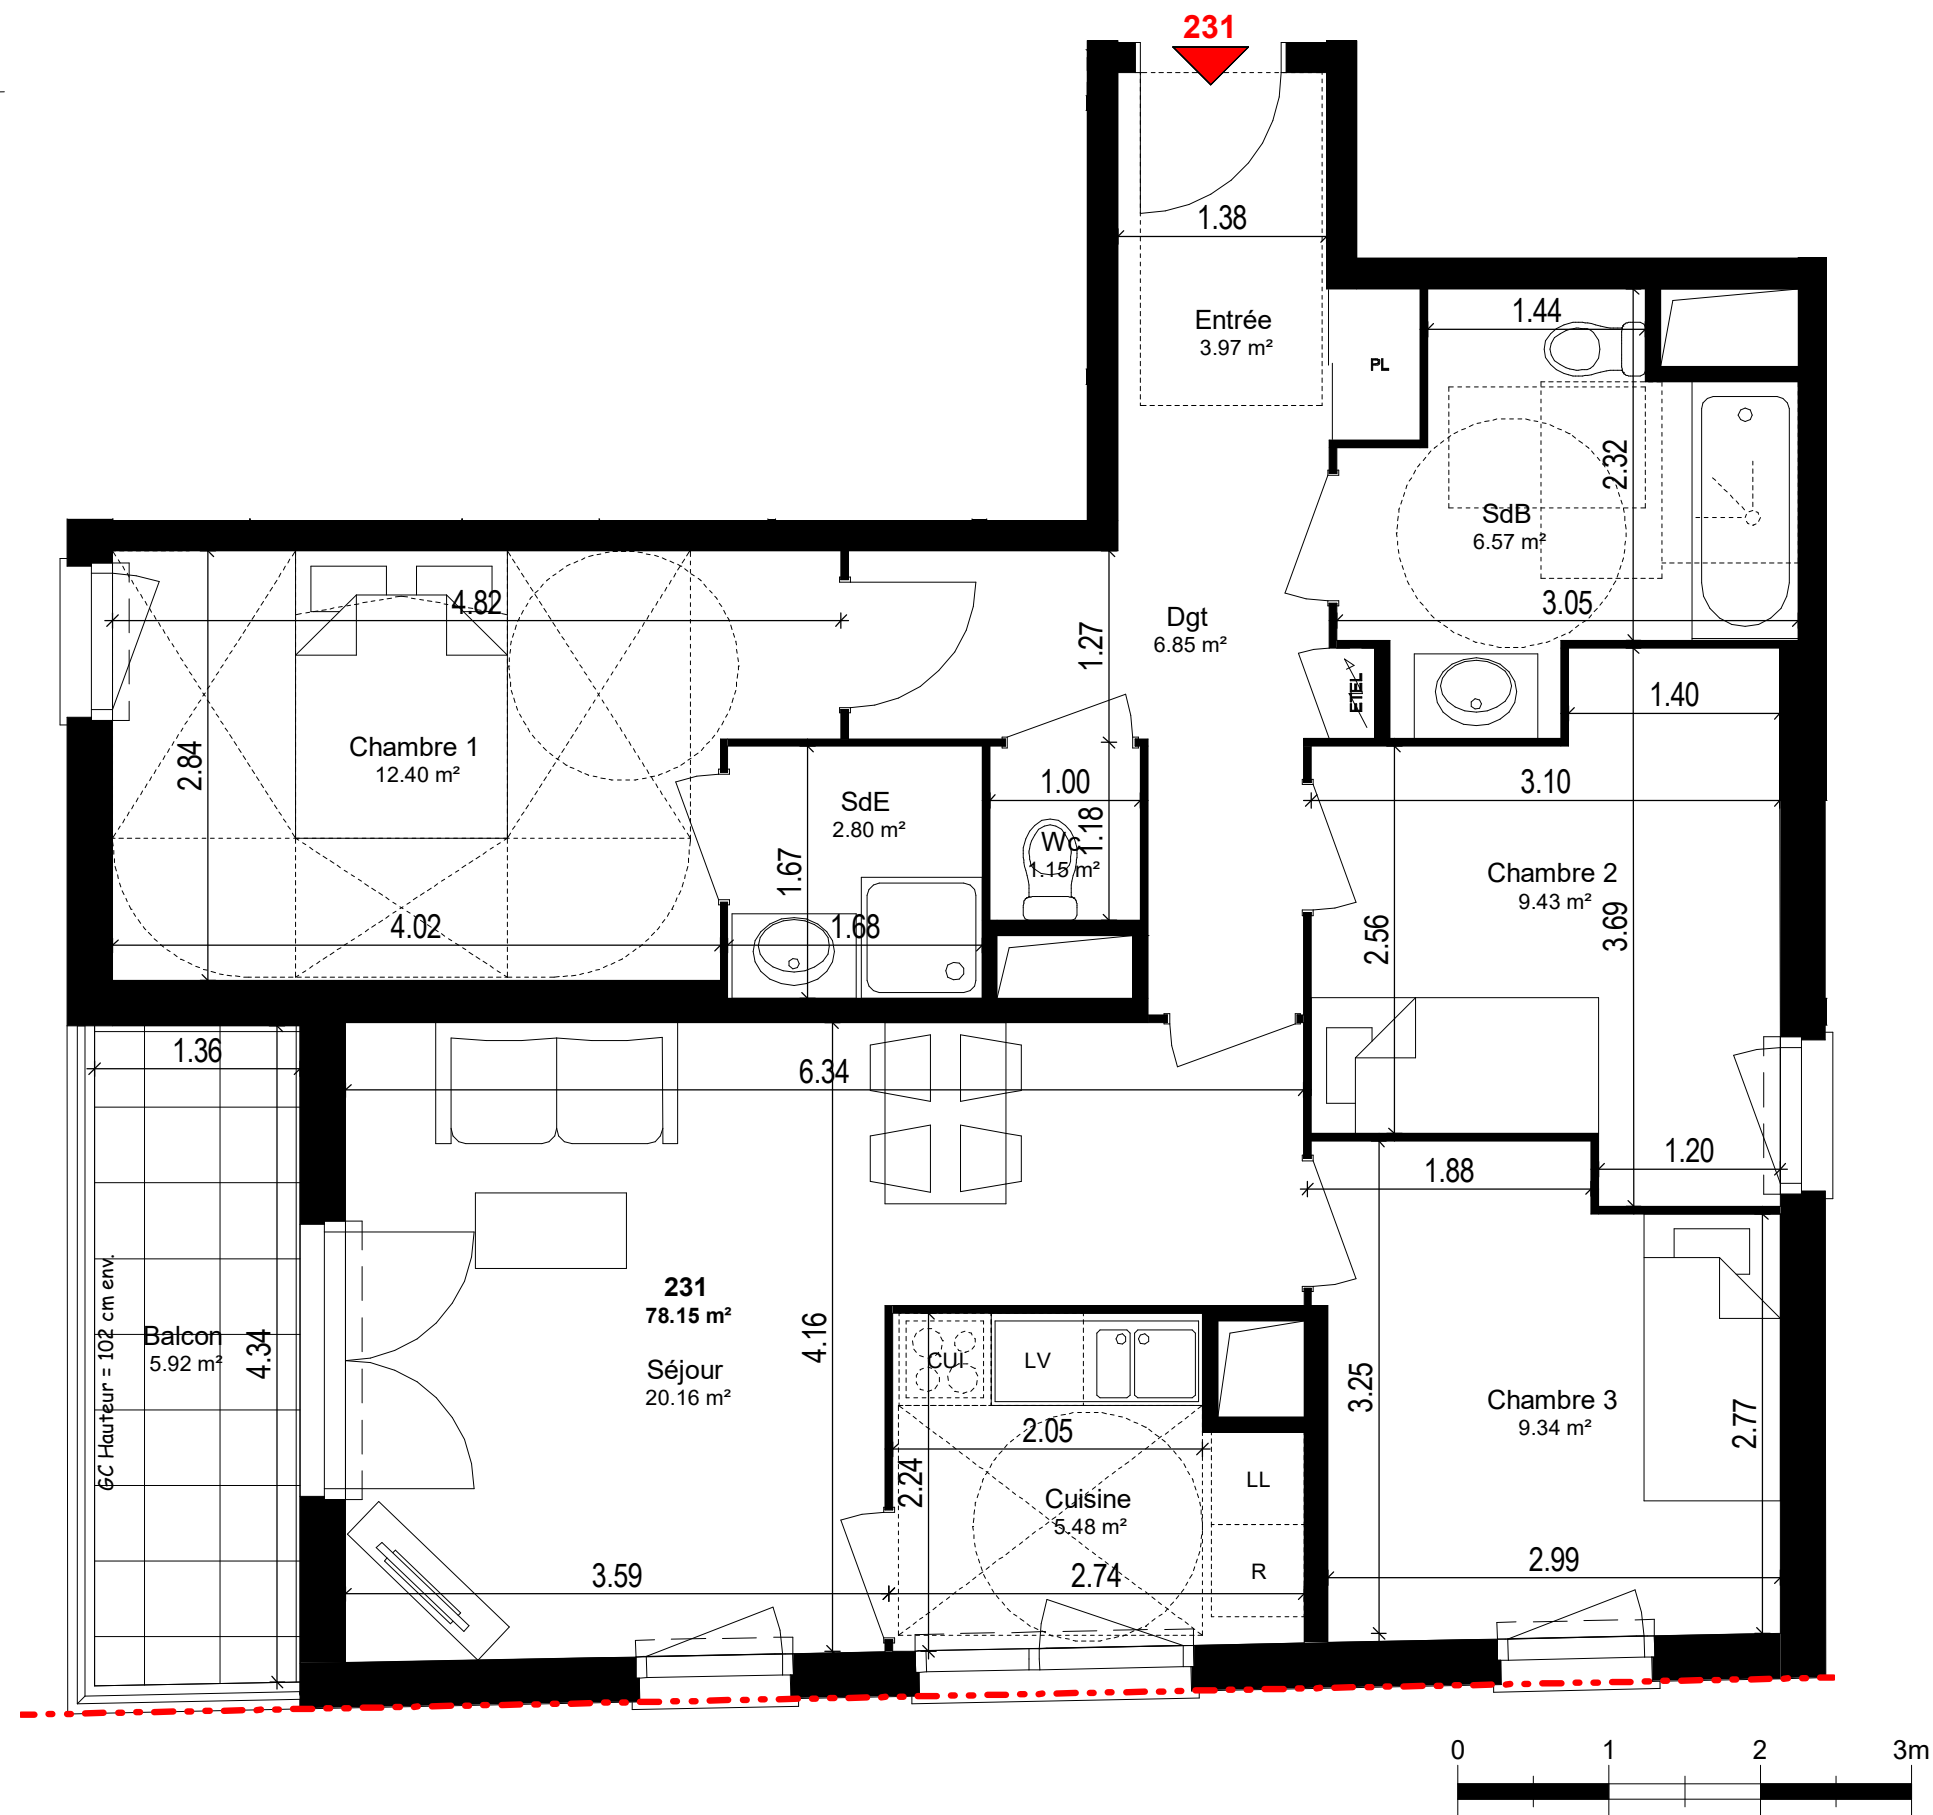 231
1.38
Entrée
3.97 m²
PL
1.44
2.32
SdB
6.57 m²
3.05
4.82
1.27
Dgt
6.85 m²
ETEL
1.40
Chambre 1
12.40 m²
2.84
SdE
2.80 m²
1.67
1.00
1.18
Wc
1.15 m²
3.10
Chambre 2
9.43 m²
2.56
3.69
4.02
1.68
1.36
6.34
1.88
1.20
GC Hauteur = 102 cm env.
Balcon
5.92 m²
4.34
231
78.15 m²
Séjour
20.16 m²
4.16
CUI
LV
2.05
2.24
Cuisine
5.48 m²
LL
R
3.25
Chambre 3
9.34 m²
2.77
3.59
2.74
2.99
0 1 2 3m